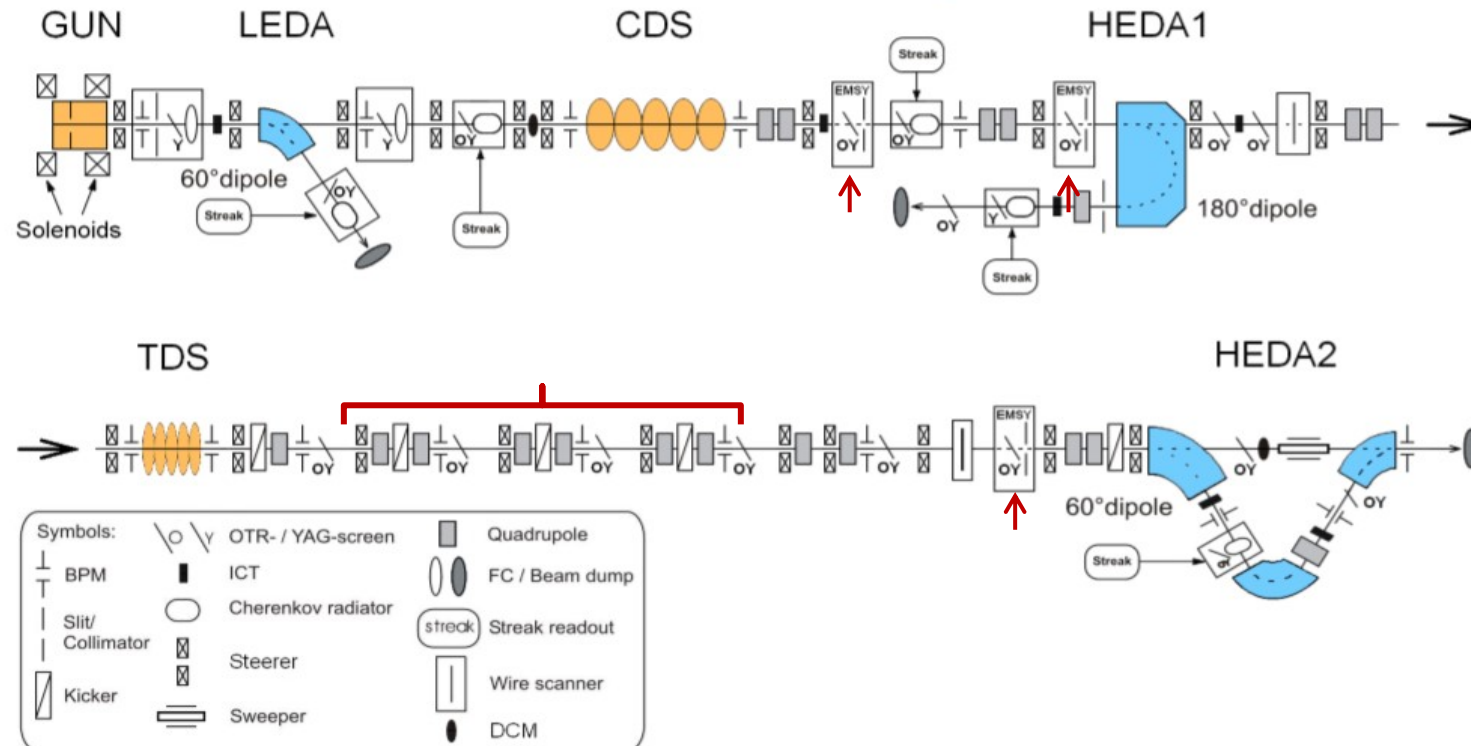 GUN LEDA CDS HEDA1
Streak
EMSY EMSY
Y OY OY OY OY OY OY
60°dipole OY
Streak
Solenoids
Streak
OY Y
180°dipole
Streak
TDS HEDA2
EMSY
OY OY OY OY OY OY OY
60°dipole OY
Streak
Symbols:
BPM
Slit/
Collimator
Kicker
O Y OTR- / YAG-screen
ICT
Cherenkov radiator
Steerer
Sweeper
Quadrupole
FC / Beam dump
streak Streak readout
Wire scanner
DCM